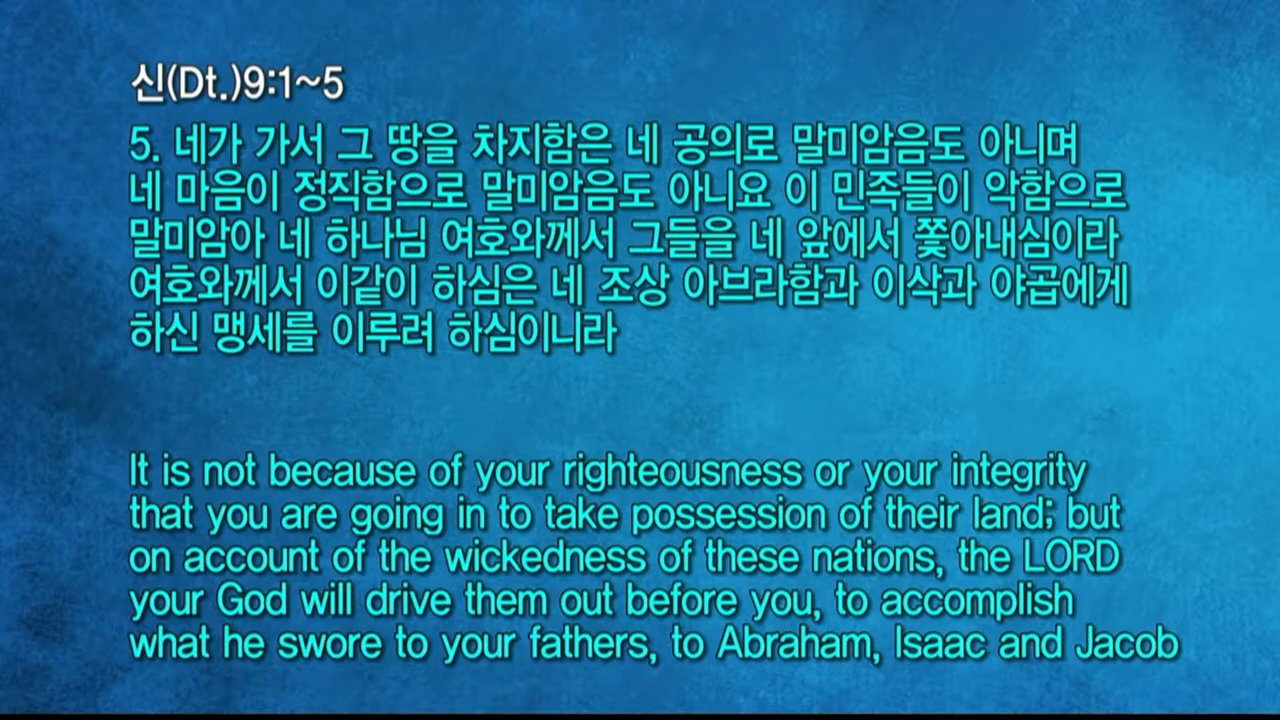 신(Dt.)9:1~5
5. 네가 가서 그 땅을 차지함은 네 공의로 말미암음도 아니며
네 마음이 정직함으로 말미암음도 아니요 이 민족들이 악함으로
말미암아 네 하나님 여호와께서 그들을 네 앞에서 쫓아내심이라
여호와께서 이같이 하심은 네 조상 아브라함과 이삭과 야곱에게
하신 맹세를 이루려 하심이니라
It is not because of your righteousness or your integrity
that you are going in to take possession of their land; but
on account of the wickedness of these nations, the LORD
your God will drive them out before you, to accomplish
what he swore to your fathers, to Abraham, Isaac and Jacob